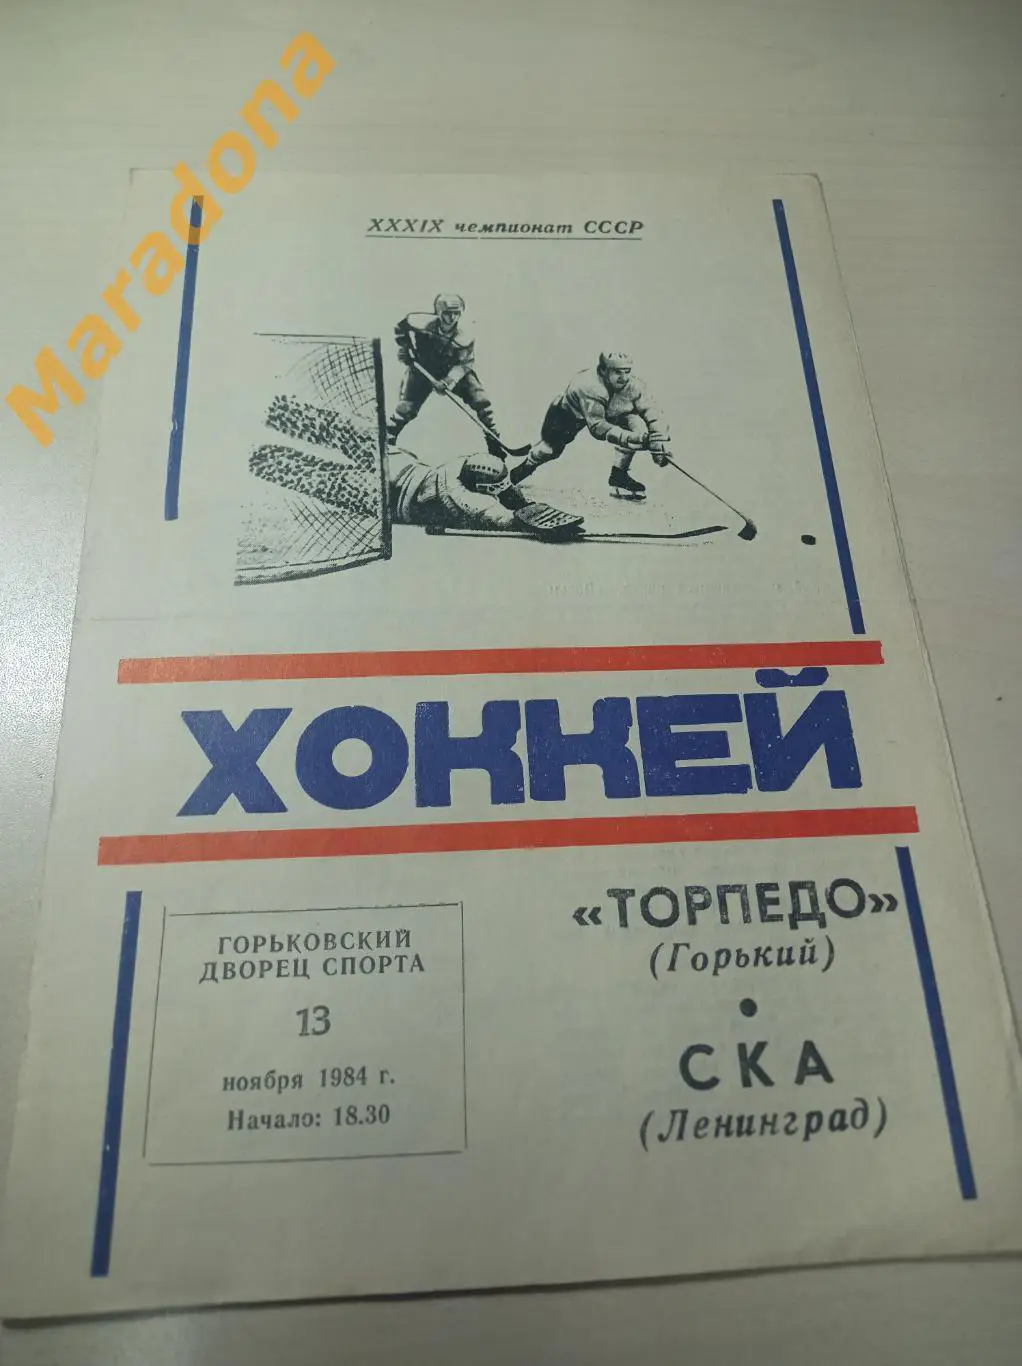 Maradona
XXXIX чемпионат СССР
ХОККЕЙ
ГОРЬКОВСКИЙ
ДВОРЕЦ СПОРТА
13
ноября 1984 г.
Начало: 18.30
«ТОРПЕДО»
(Горький)
•
СКА
(Ленинград)